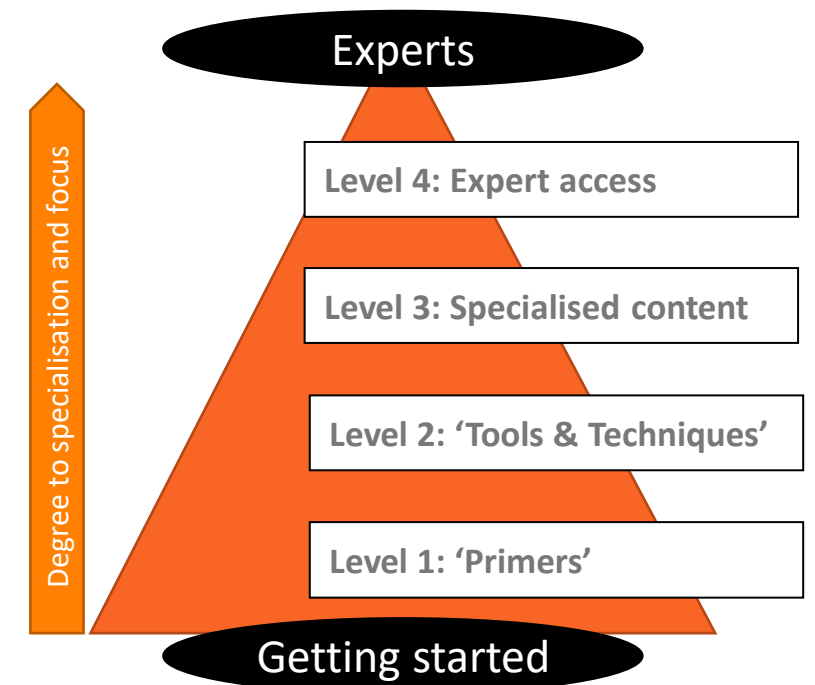 Experts
Degree to specialisation and focus
Level 4: Expert access
Level 3: Specialised content
Level 2: ‘Tools & Techniques’
Level 1: ‘Primers’
Getting started